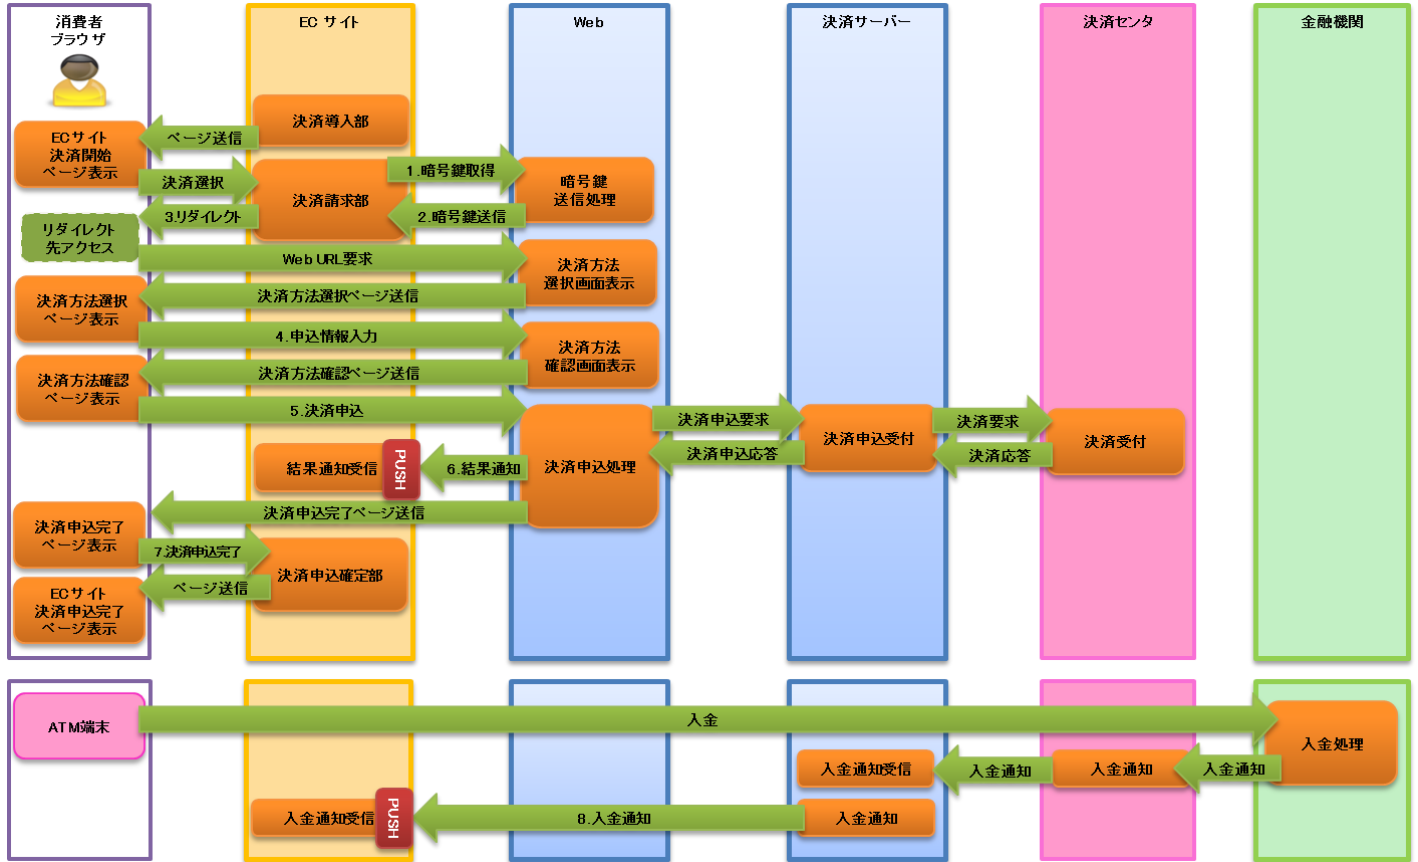 消費者
ブラウザ
ECサイト
Web
決済サーバー
決済センタ
金融機関
決済導入部
ページ送信
ECサイト
決済開始
ページ表示
決済選択
決済請求部
1.暗号鍵取得
暗号鍵
送信処理
2.暗号鍵送信
3.リダイレクト
リダイレクト
先アクセス
Web URL要求
決済方法
選択画面表示
決済方法選択ページ送信
決済方法選択
ページ表示
4.申込情報入力
決済方法
確認画面表示
決済方法確認ページ送信
決済方法確認
ページ表示
5.決済申込
決済申込要求
決済申込受付
決済要求
決済受付
決済応答
決済申込応答
決済申込処理
6.結果通知
PUSH
結果通知受信
決済申込完了ページ送信
決済申込完了
ページ表示
7.決済申込完了
決済申込確定部
ページ送信
ECサイト
決済申込完了
ページ表示
ATM端末
入金
入金処理
入金通知
入金通知
入金通知
入金通知受信
入金通知
8.入金通知
PUSH
入金通知受信